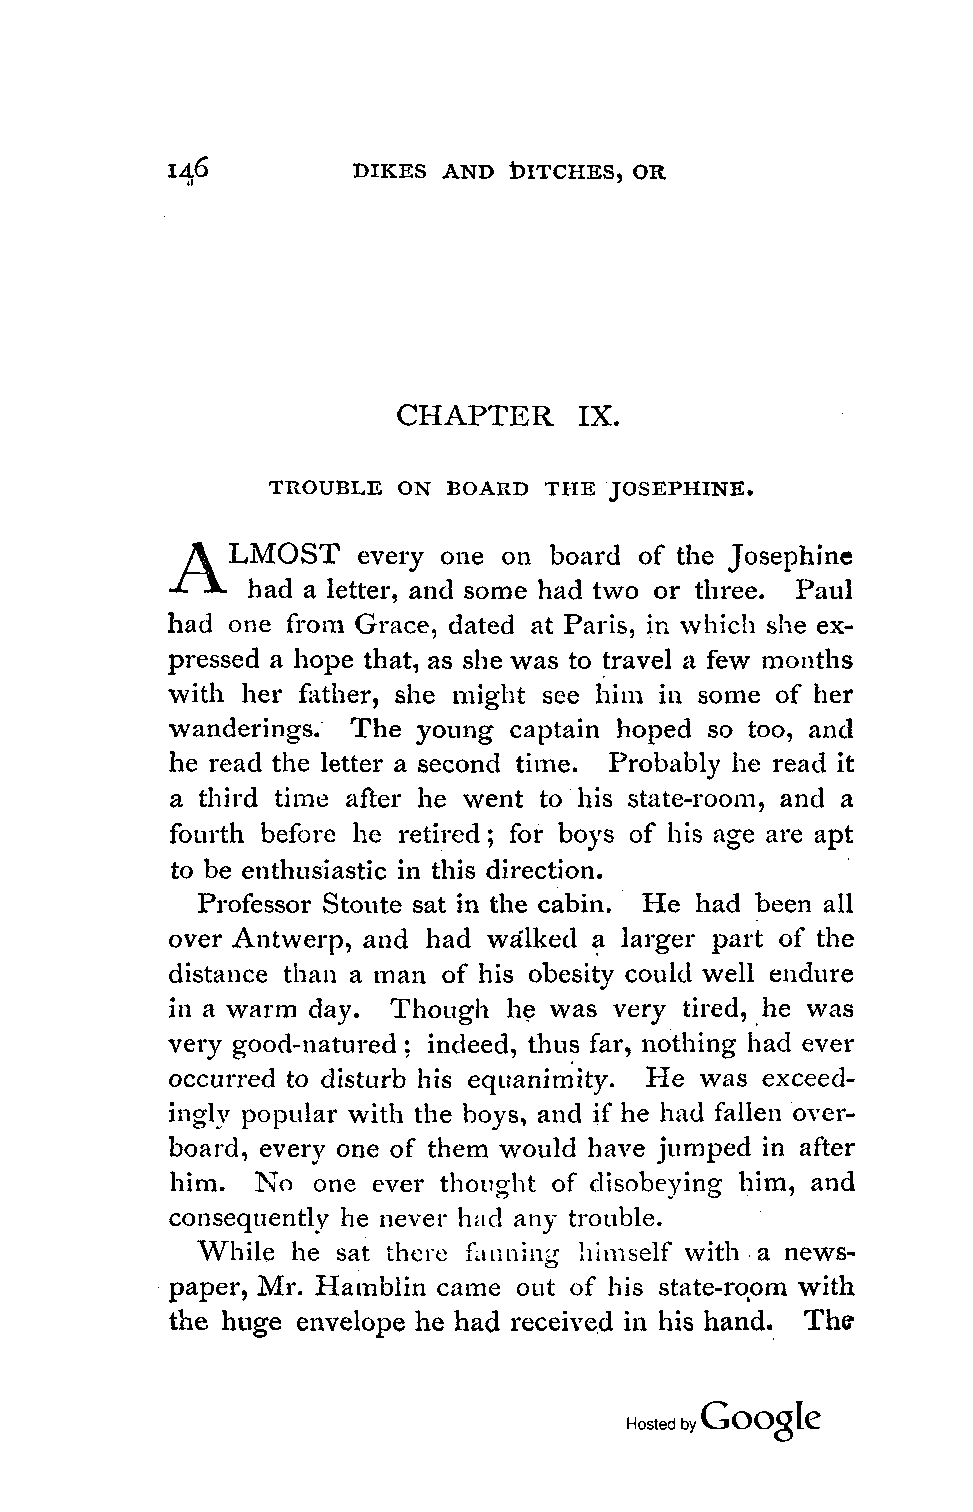 146 DIKES AND DITCHES, OR
CHAPTER IX.
TROUBLE ON BOARD THE JOSEPHINE.
ALMOST every one on board of the Josephine
had a letter, and some had two or three. Paul
had one from Grace, dated at Paris, in which she ex-
pressed a hope that, as she was to travel a few months
with her father, she might see him in some of her
wanderings. The young captain hoped so too, and
he read the letter a second time. Probably he read it
a third time after he went to his state-room, and a
fourth before he retired; for boys of his age are apt
to be enthusiastic in this direction.
Professor Stoute sat in the cabin. He had been all
over Antwerp, and had walked a larger part of the
distance than a man of his obesity could well endure
in a warm day. Though he was very tired, he was
very good-natured; indeed, thus far, nothing had ever
occurred to disturb his equanimity. He was exceed-
ingly popular with the boys, and if he had fallen over-
board, every one of them would have jumped in after
him. No one ever thought of disobeying him, and
consequently he never had any trouble.
While he sat there fanning himself with a news-
paper, Mr. Hamblin came out of his state-room with
the huge envelope he had received in his hand. The
Hosted by Google